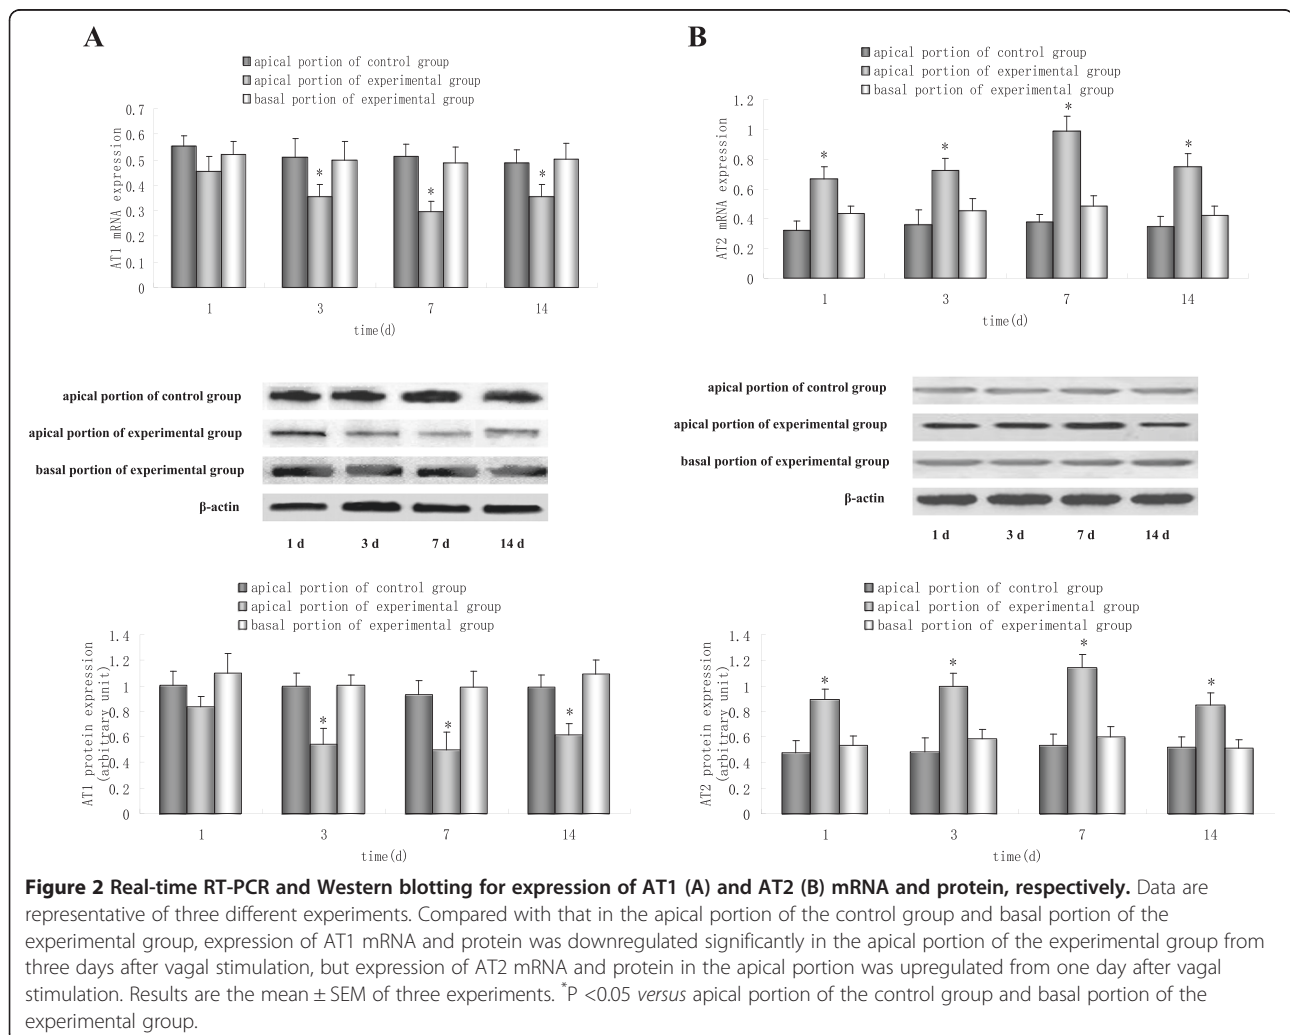 A
apical portion of control group
apical portion of experimental group
basal portion of experimental group
AT1 mRNA expression
0.7
0.6
0.5
0.4
0.3
0.2
0.1
0
* * *
1 3 7 14
time(d)
B
apical portion of control group
apical portion of experimental group
basal portion of experimental group
AT2 mRNA expression
1.2
1
0.8
0.6
0.4
0.2
0
* * * *
1 3 7 14
time(d)
apical portion of control group
apical portion of experimental group
basal portion of experimental group
β-actin
1 d 3 d 7 d 14 d
apical portion of control group
apical portion of experimental group
basal portion of experimental group
β-actin
1 d 3 d 7 d 14 d
apical portion of control group
apical portion of experimental group
basal portion of experimental group
AT1 protein expression
(arbitrary unit)
1.4
1.2
1
0.8
0.6
0.4
0.2
0
* * *
1 3 7 14
time(d)
apical portion of control group
apical portion of experimental group
basal portion of experimental group
AT2 protein expression
(arbitrary unit)
1.4
1.2
1
0.8
0.6
0.4
0.2
0
* * * *
1 3 7 14
time(d)
Figure 2 Real-time RT-PCR and Western blotting for expression of AT1 (A) and AT2 (B) mRNA and protein, respectively. Data are
representative of three different experiments. Compared with that in the apical portion of the control group and basal portion of the
experimental group, expression of AT1 mRNA and protein was downregulated significantly in the apical portion of the experimental group from
three days after vagal stimulation, but expression of AT2 mRNA and protein in the apical portion was upregulated from one day after vagal
stimulation. Results are the mean ± SEM of three experiments. *P <0.05 versus apical portion of the control group and basal portion of the
experimental group.